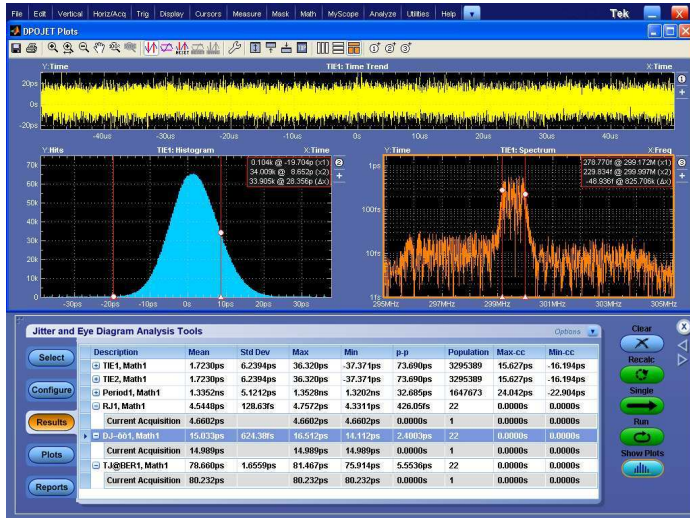 File Edit Vertical Horiz/Acq Trig Display Cursors Measure Mask Math MyScope Analyze Utilities Help Tek X
DPOJET Plots
Y:Time TIE1: Time Trend X:Time
20ps
0s
-20ps
-40us -30us -20us -10us 0s 10us 20us 30us 40us
Y:Hits TIE1: Histogram X:Time
0.104k @ -19.704p (x1)
34.009k @ 8.652p (x2)
33.905k @ 28.356p (Δx)
70k
60k
50k
40k
30k
20k
10k
0
-30ps -20ps -10ps 0s 10ps 20ps 30ps
Y:Time TIE1: Spectrum X:Freq
278.770f @ 299.172M (x1)
229.834f @ 299.997M (x2)
-48.936f @ 825.706k (Δx)
1ps
100fs
10fs
1fs
295MHz 297MHz 299MHz 301MHz 303MHz 305MHz
Jitter and Eye Diagram Analysis Tools Options
Select
Configure
Results
Plots
Reports
Description Mean Std Dev Max Min p-p Population Max-cc Min-cc
TIE1, Math1 1.7230ps 6.2394ps 36.320ps -37.371ps 73.690ps 3295389 15.627ps -16.194ps
TIE2, Math1 1.7230ps 6.2394ps 36.320ps -37.371ps 73.690ps 3295389 15.627ps -16.194ps
Period1, Math1 1.3352ns 5.1212ps 1.3528ns 1.3202ns 32.685ps 1647673 24.042ps -22.904ps
RJ1, Math1 4.5448ps 128.63fs 4.7572ps 4.3311ps 426.05fs 22 0.0000s 0.0000s
Current Acquisition 4.6602ps 4.6602ps 4.6602ps 0.0000s 1 0.0000s 0.0000s
DJ-δδ1, Math1 15.033ps 624.38fs 16.512ps 14.112ps 2.4003ps 22 0.0000s 0.0000s
Current Acquisition 14.989ps 14.989ps 14.989ps 0.0000s 1 0.0000s 0.0000s
TJ@BER1, Math1 78.660ps 1.6559ps 81.467ps 75.914ps 5.5536ps 22 0.0000s 0.0000s
Current Acquisition 80.232ps 80.232ps 80.232ps 0.0000s 1 0.0000s 0.0000s
Clear
Recalc
Single
Run
Show Plots